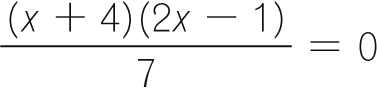 (x + 4)(2x − 1)
7
= 0